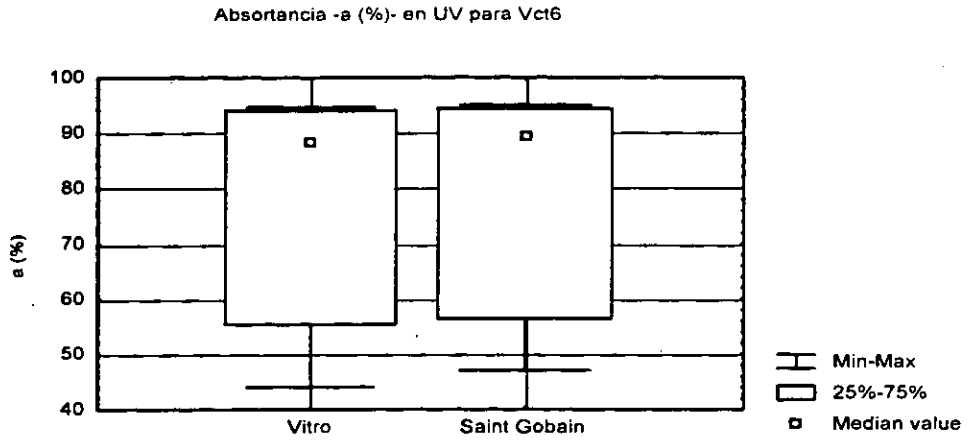 Absortancia -a (%)- en UV para Vct6
100
90
80
70
60
50
40
a (%)
Vitro
Saint Gobain
Min-Max
25%-75%
Median value